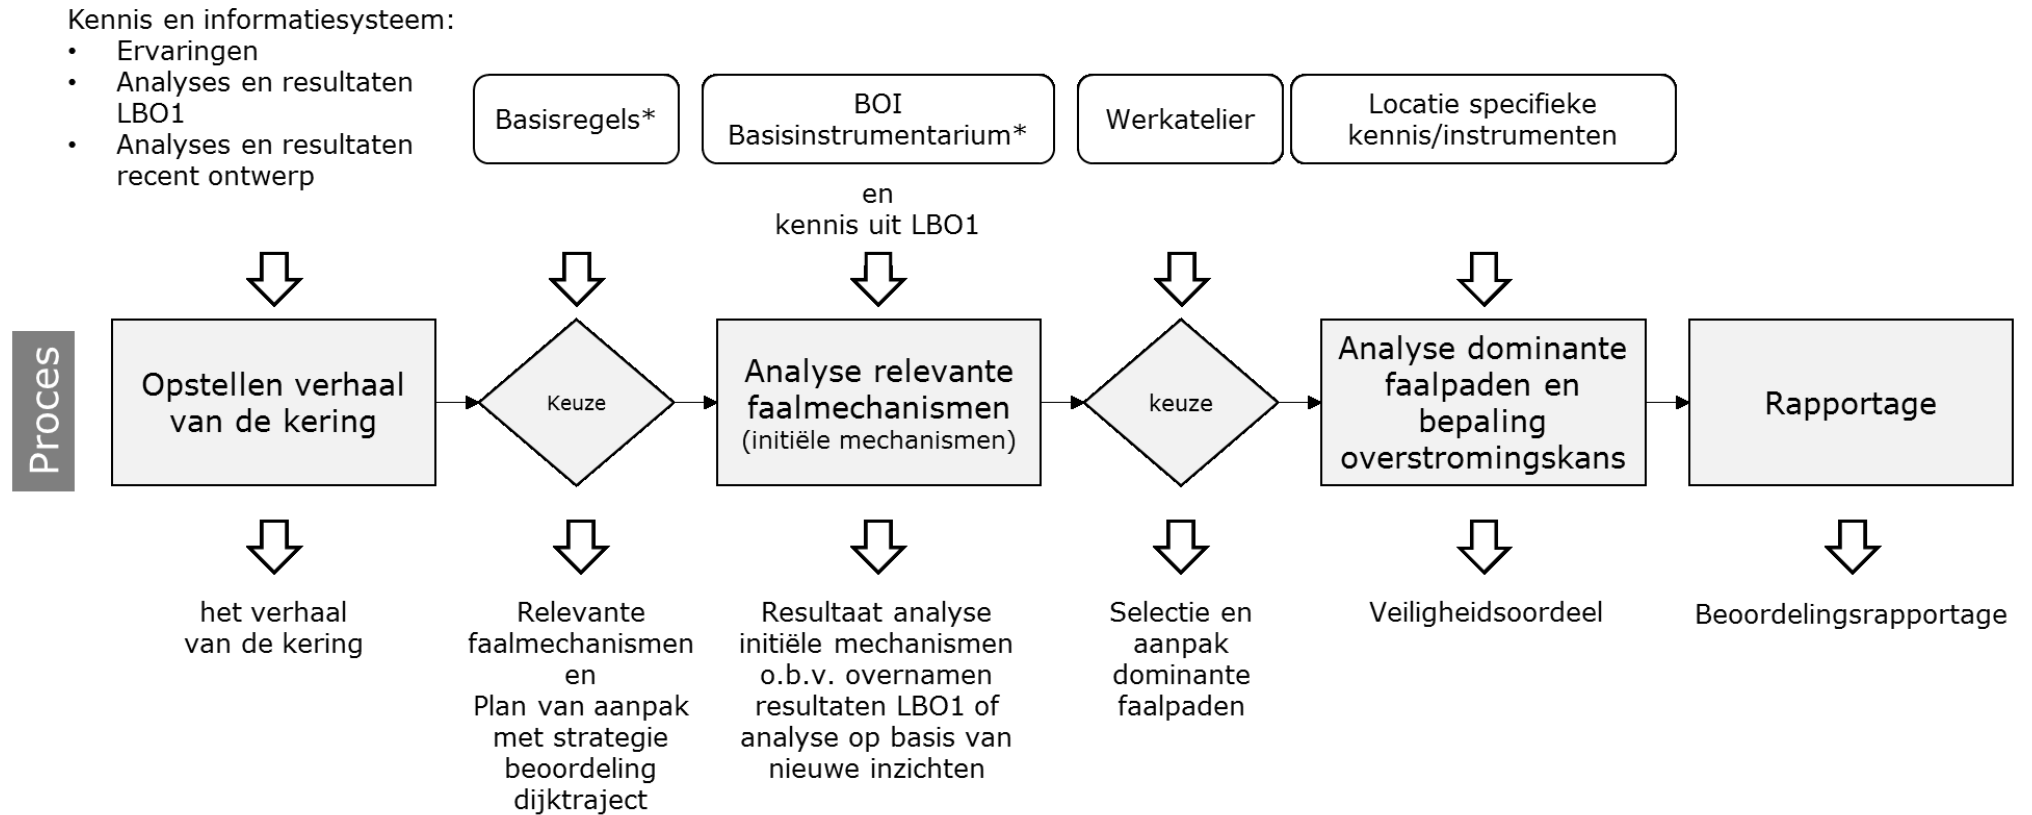 Kennis en informatiesysteem:
• Ervaringen
• Analyses en resultaten
LBO1
• Analyses en resultaten
recent ontwerp
Basisregels*
BOI
Basisinstrumentarium*
en
kennis uit LBO1
Werkatelier
Locatie specifieke
kennis/instrumenten
Proces
Opstellen verhaal
van de kering
Keuze
Analyse relevante
faalmechanismen
(initiële mechanismen)
keuze
Analyse dominante
faalpaden en
bepaling
overstromingskans
Rapportage
het verhaal
van de kering
Relevante
faalmechanismen
en
Plan van aanpak
met strategie
beoordeling
dijktraject
Resultaat analyse
initiële mechanismen
o.b.v. overnamen
resultaten LBO1 of
analyse op basis van
nieuwe inzichten
Selectie en
aanpak
dominante
faalpaden
Veiligheidsoordeel
Beoordelingsrapportage